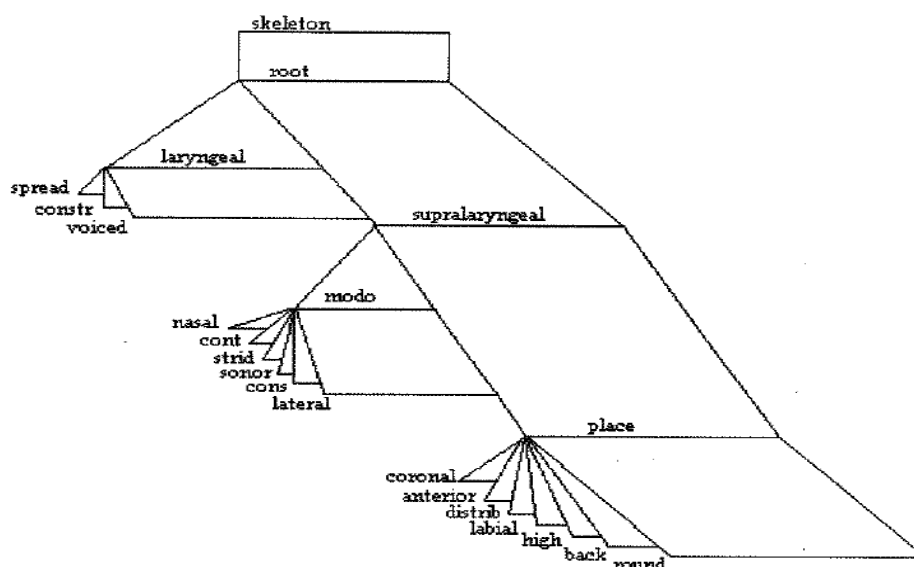 skeleton
root
laryngeal
spread
constr
voiced
supralaryngeal
modo
nasal
cont
strid
sonor
cons
lateral
place
coronal
anterior
distrib
labial
high
back
round